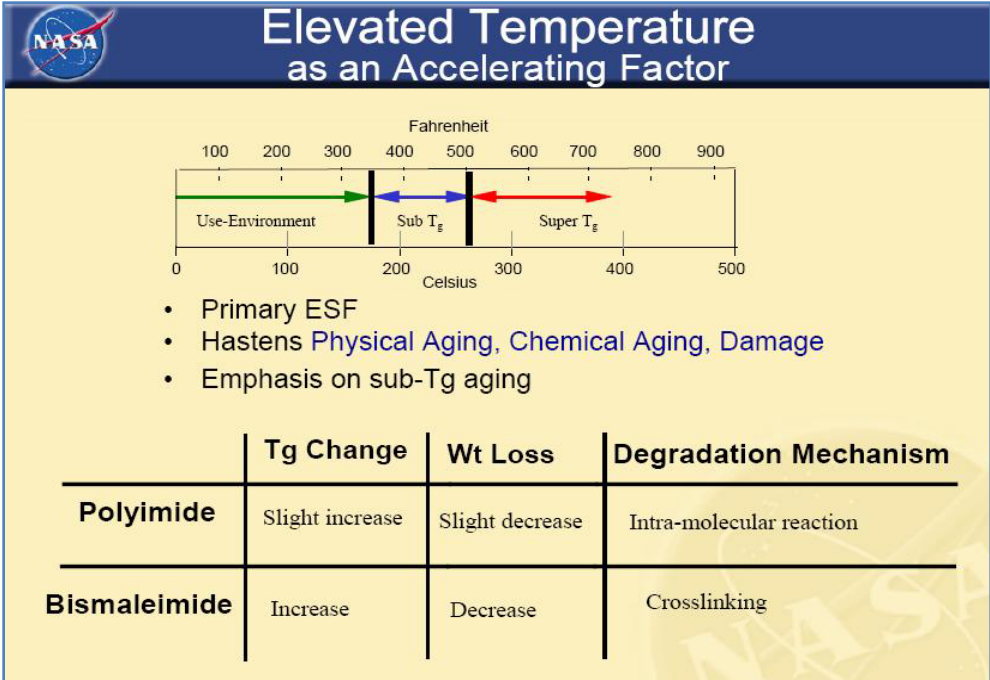 NASA
Elevated Temperature
as an Accelerating Factor
Fahrenheit
100 200 300 400 500 600 700 800 900
Use-Environment Sub Tg Super Tg
0 100 200 300 400 500
Celsius
• Primary ESF
• Hastens Physical Aging, Chemical Aging, Damage
• Emphasis on sub-Tg aging
Tg Change Wt Loss Degradation Mechanism
Polyimide Slight increase Slight decrease Intra-molecular reaction
Bismaleimide Increase Decrease Crosslinking
NASA